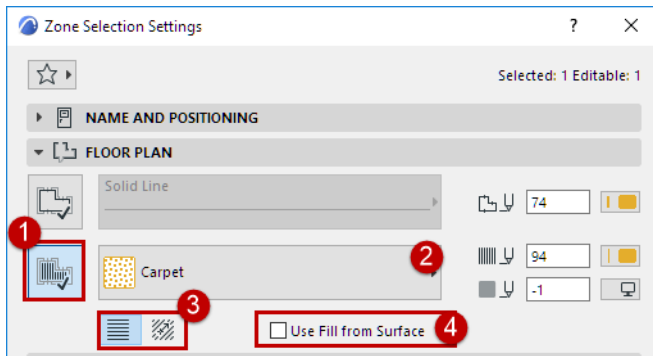 Zone Selection Settings ? ×
Selected: 1 Editable: 1
NAME AND POSITIONING
FLOOR PLAN
Solid Line
74
1
Carpet
2
94
-1
3
Use Fill from Surface 4